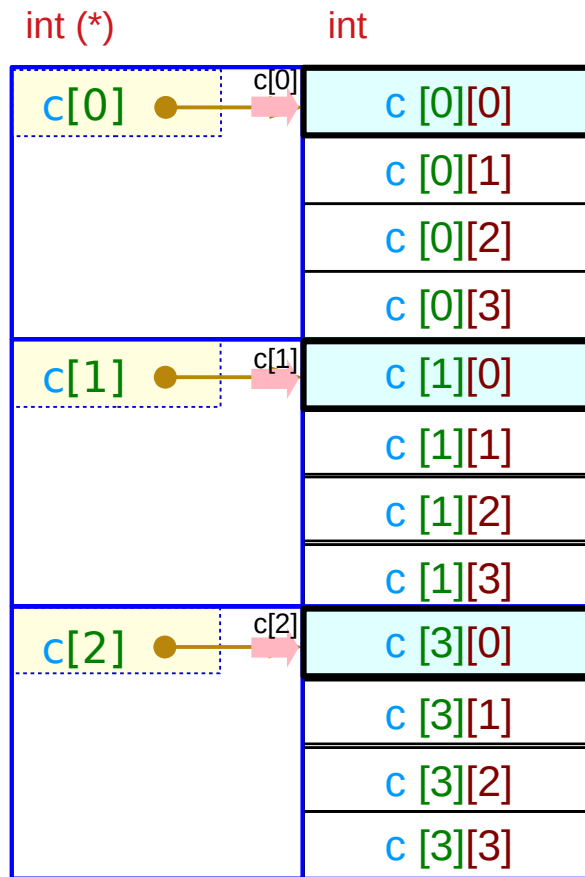 int (*) int
c[0] c[0] c [0][0]
c [0][1]
c [0][2]
c [0][3]
c[1] c[1] c [1][0]
c [1][1]
c [1][2]
c [1][3]
c[2] c[2] c [3][0]
c [3][1]
c [3][2]
c [3][3]